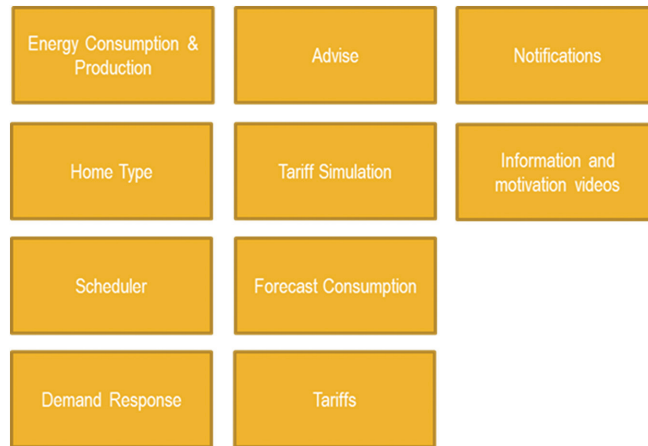 Energy Consumption &
Production
Advise
Notifications
Home Type
Tariff Simulation
Information and
motivation videos
Scheduler
Forecast Consumption
Demand Response
Tariffs